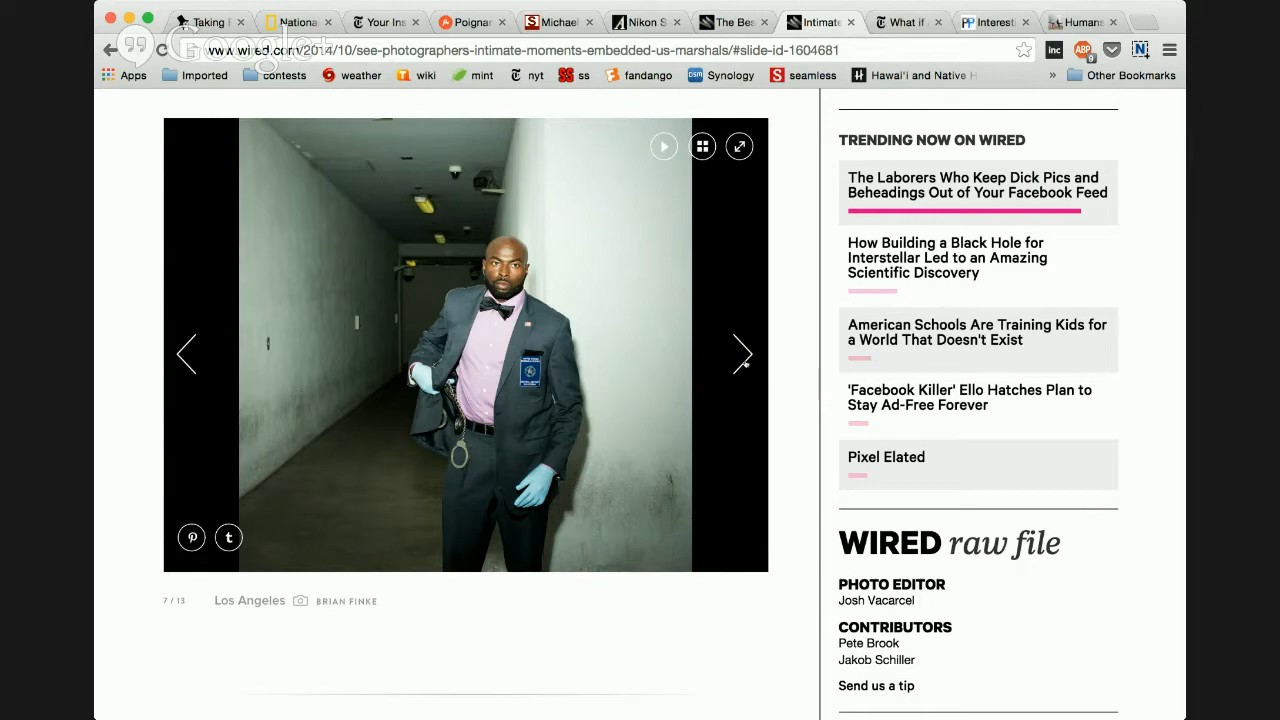 Taking F
Nationa
Your Ins
Poignar
Michael
Nikon S
The Bes
Intimate
What if
Interesti
Humans
Google+
www.wired.com/2014/10/see-photographers-intimate-moments-embedded-us-marshals/#slide-id-1604681
inc
ABP
9
N
Apps
Imported
contests
weather
wiki
mint
nyt
ss
fandango
DSM
Synology
seamless
Hawai'i and Native H
»
Other Bookmarks
TRENDING NOW ON WIRED
The Laborers Who Keep Dick Pics and
Beheadings Out of Your Facebook Feed
How Building a Black Hole for
Interstellar Led to an Amazing
Scientific Discovery
American Schools Are Training Kids for
a World That Doesn't Exist
'Facebook Killer' Ello Hatches Plan to
Stay Ad-Free Forever
Pixel Elated
7 / 13
Los Angeles
BRIAN FINKE
WIRED raw file
PHOTO EDITOR
Josh Vacarcel
CONTRIBUTORS
Pete Brook
Jakob Schiller
Send us a tip